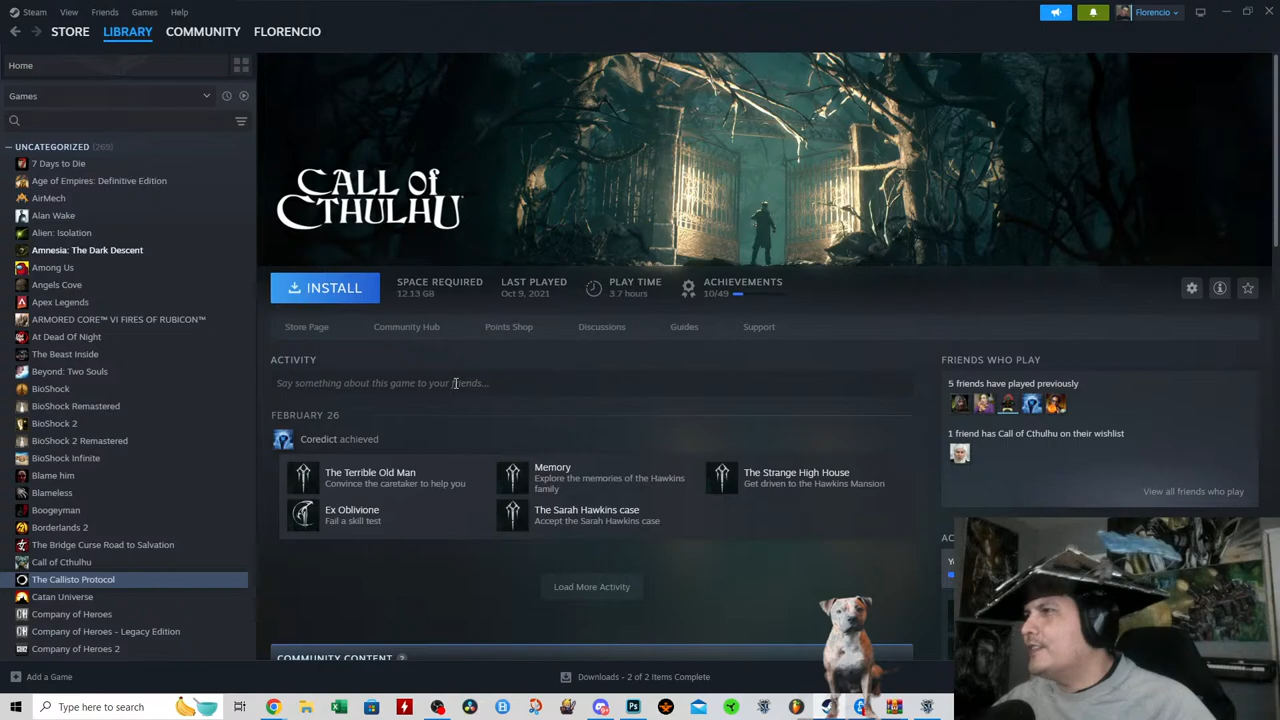 Steam View Friends Games Help
Florencio
STORE LIBRARY COMMUNITY FLORENCIO
Home
Games
UNCATEGORIZED (269)
7 Days to Die
Age of Empires: Definitive Edition
AirMech
Alan Wake
Alien: Isolation
Amnesia: The Dark Descent
Among Us
Angels Cove
Apex Legends
ARMORED CORE™ VI FIRES OF RUBICON™
At Dead Of Night
The Beast Inside
Beyond: Two Souls
BioShock
BioShock Remastered
BioShock 2
BioShock 2 Remastered
BioShock Infinite
Blame him
Blameless
Boogeyman
Borderlands 2
The Bridge Curse Road to Salvation
Call of Cthulhu
The Callisto Protocol
Catan Universe
Company of Heroes
Company of Heroes - Legacy Edition
Company of Heroes 2
CALL OF
CTHULHU
INSTALL
SPACE REQUIRED
12.13 GB
LAST PLAYED
Oct 9, 2021
PLAY TIME
3.7 hours
ACHIEVEMENTS
10/49
Store Page Community Hub Points Shop Discussions Guides Support
ACTIVITY
Say something about this game to your friends...
FEBRUARY 26
Coredict achieved
The Terrible Old Man
Convince the caretaker to help you
Memory
Explore the memories of the Hawkins
family
The Strange High House
Get driven to the Hawkins Mansion
Ex Oblivione
Fail a skill test
The Sarah Hawkins case
Accept the Sarah Hawkins case
Load More Activity
COMMUNITY CONTENT
FRIENDS WHO PLAY
5 friends have played previously
1 friend has Call of Cthulhu on their wishlist
View all friends who play
Add a Game
Downloads - 2 of 2 Items Complete
Type here to search